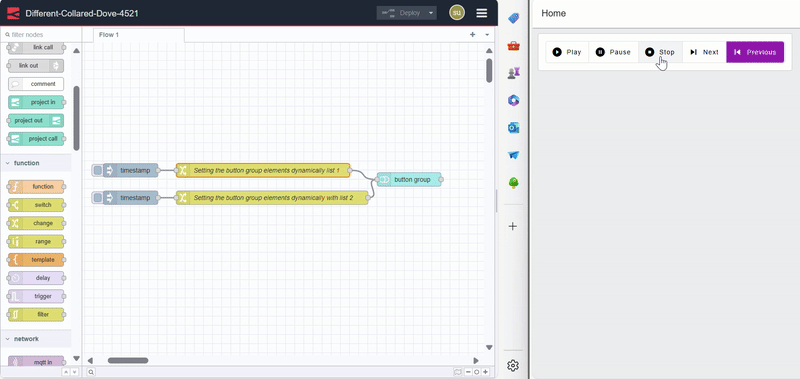 Different-Collared-Dove-4521
Deploy
su
Home
filter nodes
Flow 1
link call
link out
comment
project in
project out
project call
function
function
switch
change
range
template
delay
trigger
filter
network
mqtt in
timestamp
Setting the button group elements dynamically list 1
button group
timestamp
Setting the button group elements dynamically with list 2
Play
Pause
Stop
Next
Previous